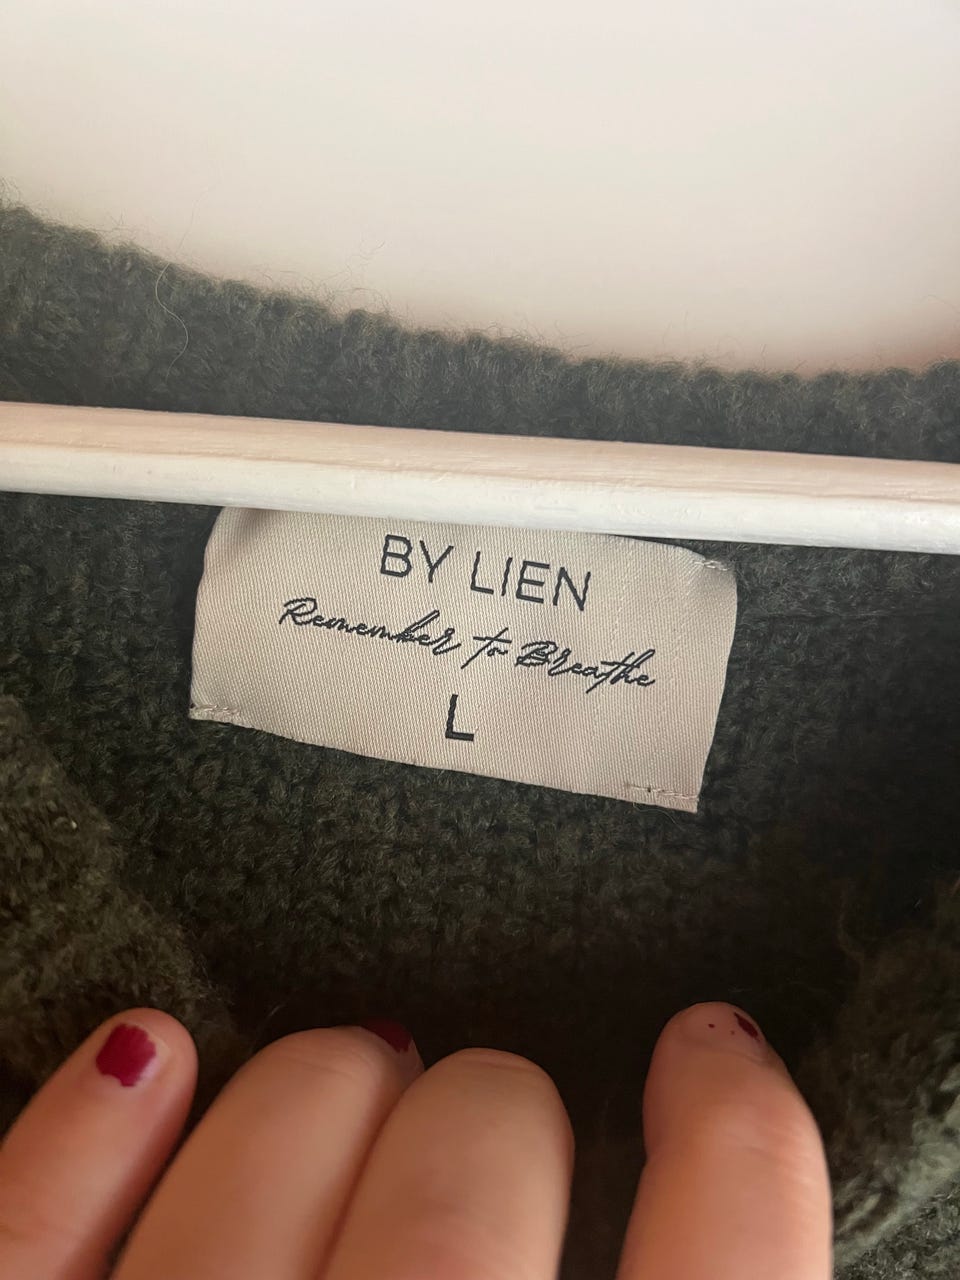 BY LIEN
Remember to Breathe
L